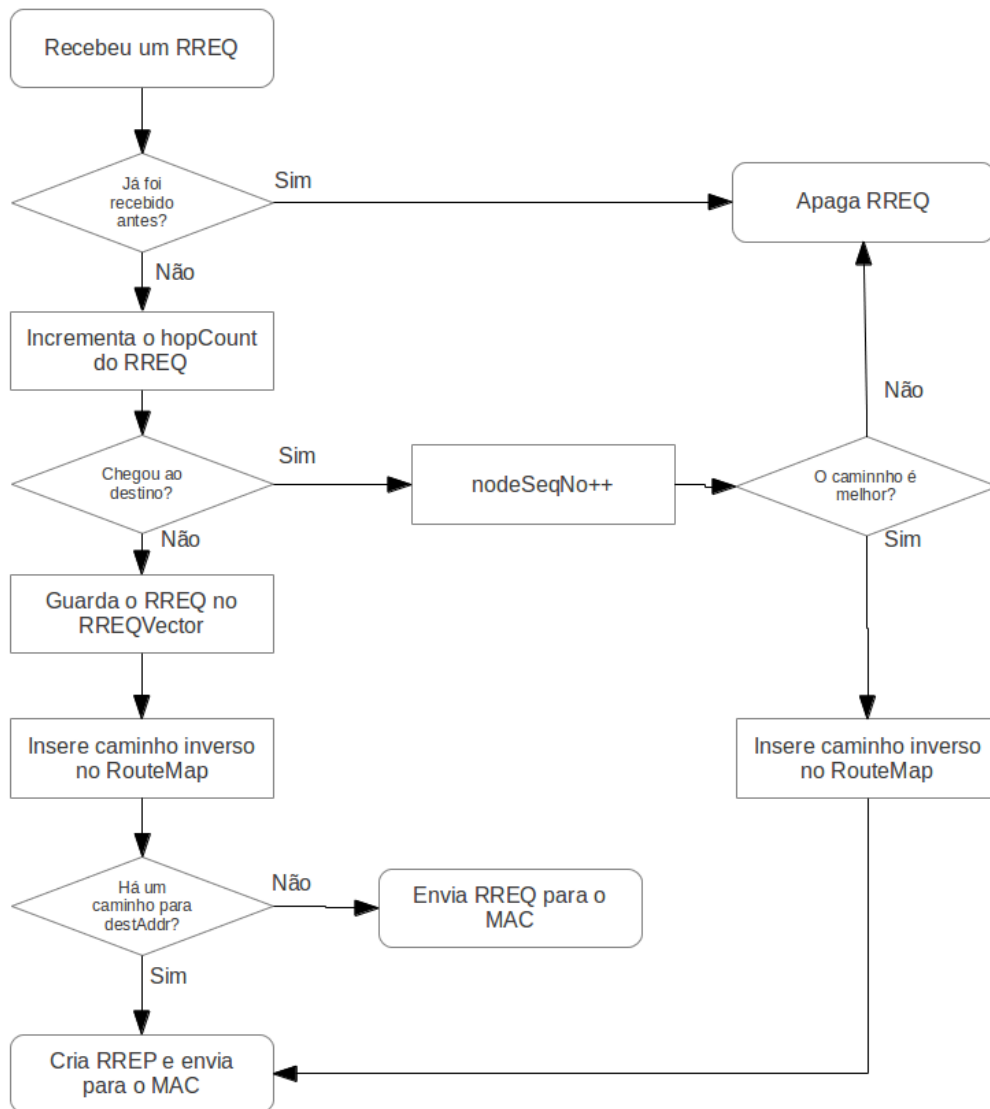 Recebeu um RREQ
Já foi
recebido
antes?
Sim
Apaga RREQ
Não
Incrementa o hopCount
do RREQ
Não
Chegou ao
destino?
Sim
nodeSeqNo++
O caminnho é
melhor?
Não
Sim
Guarda o RREQ no
RREQVector
Insere caminho inverso
no RouteMap
Insere caminho inverso
no RouteMap
Há um
caminho para
destAddr?
Não
Envia RREQ para o
MAC
Sim
Cria RREP e envia
para o MAC